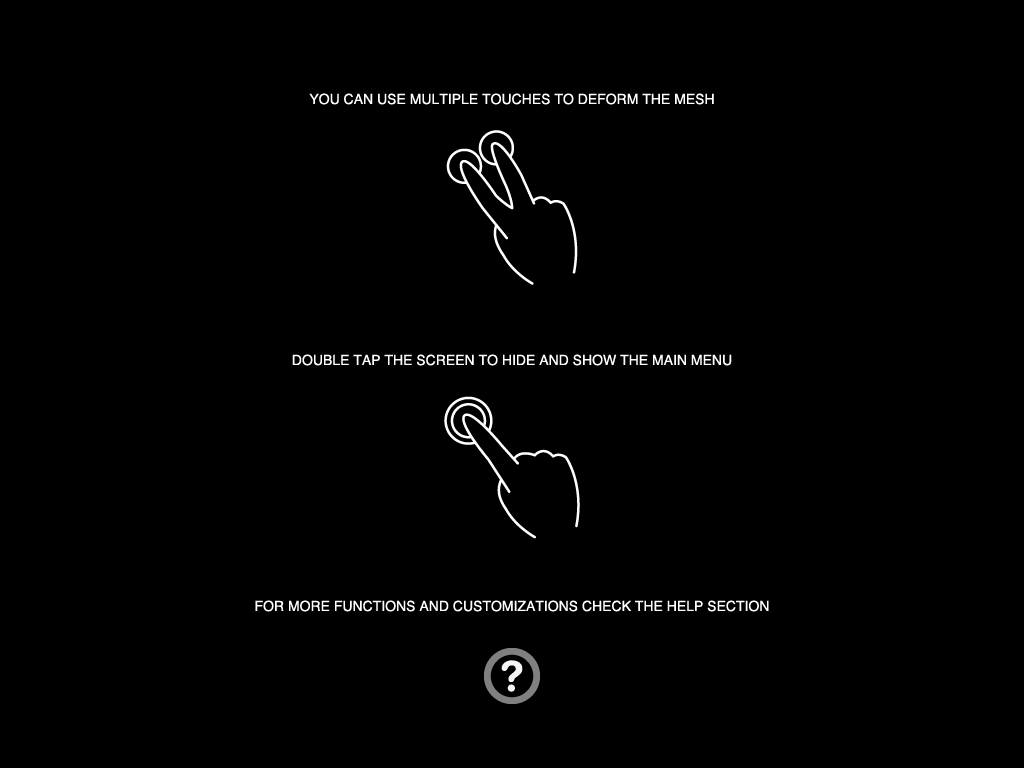 YOU CAN USE MULTIPLE TOUCHES TO DEFORM THE MESH
DOUBLE TAP THE SCREEN TO HIDE AND SHOW THE MAIN MENU
FOR MORE FUNCTIONS AND CUSTOMIZATIONS CHECK THE HELP SECTION
?